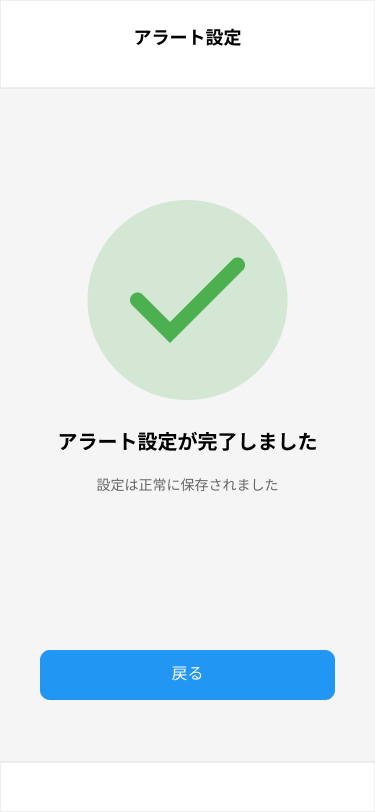 アラート設定
アラート設定が完了しました
設定は正常に保存されました
戻る